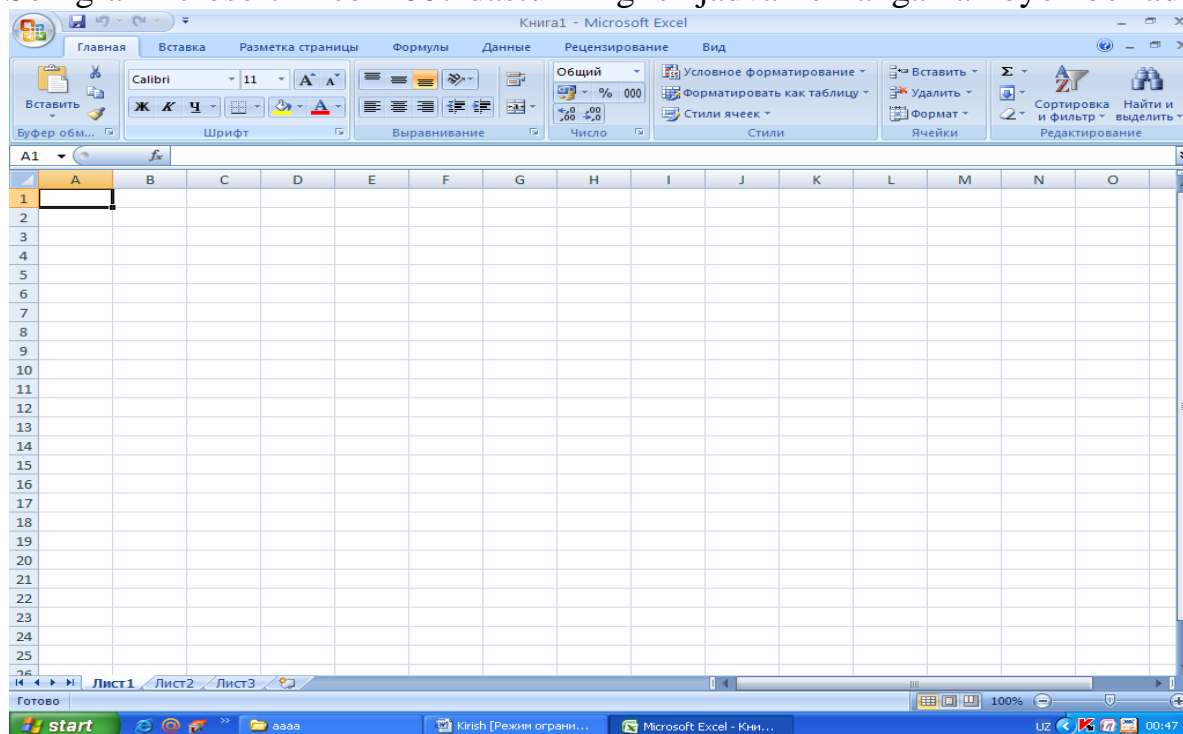 Книга1 - Microsoft Excel
Главная Вставка Разметка страницы Формулы Данные Рецензирование Вид
Вставить
Calibri 11
Ж К Ч
Общий
% 000
Условное форматирование
Форматировать как таблицу
Стили ячеек
Вставить
Удалить
Формат
Σ
Сортировка и фильтр
Найти и выделить
Буфер обм... Шрифт Выравнивание Число Стили Ячейки Редактирование
A1 fx
A B C D E F G H I J K L M N O
1
2
3
4
5
6
7
8
9
10
11
12
13
14
15
16
17
18
19
20
21
22
23
24
25
26
Лист1 Лист2 Лист3
Готово 100%
start aaaa Kirish [Режим ограни... Microsoft Excel - Кни... UZ 00:47